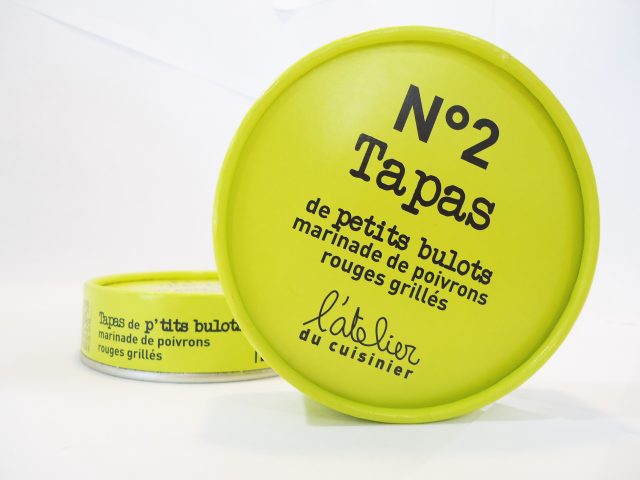 N°2
Tapas
de petits bulots
marinade de poivrons
rouges grillés
l'atelier
du cuisinier
Tapas de p'tits bulots
marinade de poivrons
rouges grillés